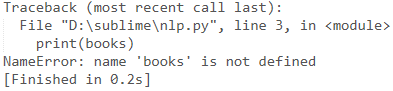 Traceback (most recent call last):
  File "D:\sublime\nlp.py", line 3, in <module>
    print(books)
NameError: name 'books' is not defined
[Finished in 0.2s]